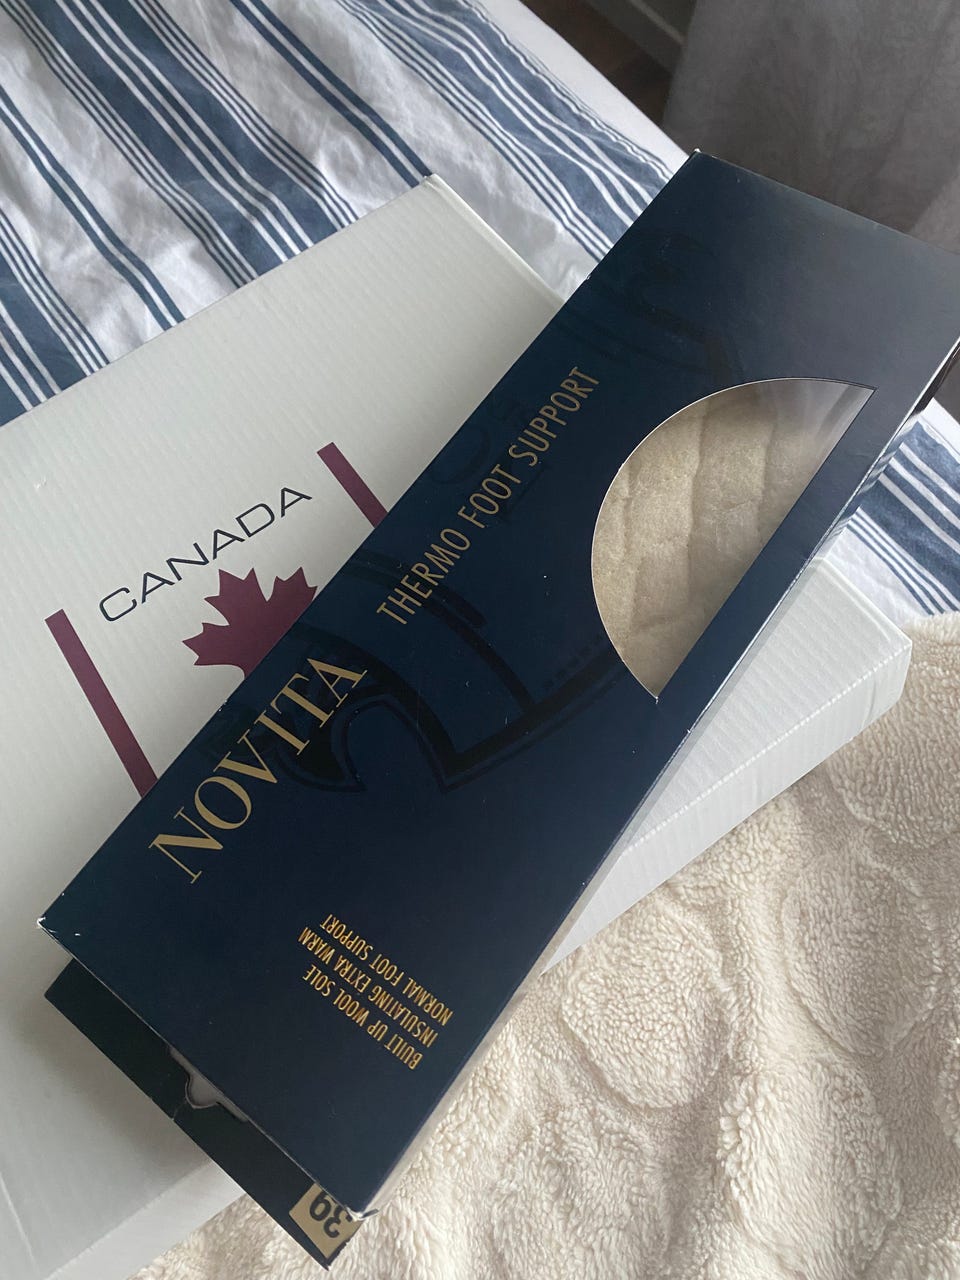 CANADA
NOVITA
THERMO FOOT SUPPORT
BUILT UP WOOL SOLE
INSULATING EXTRA WARM
NORMAL FOOT SUPPORT
39